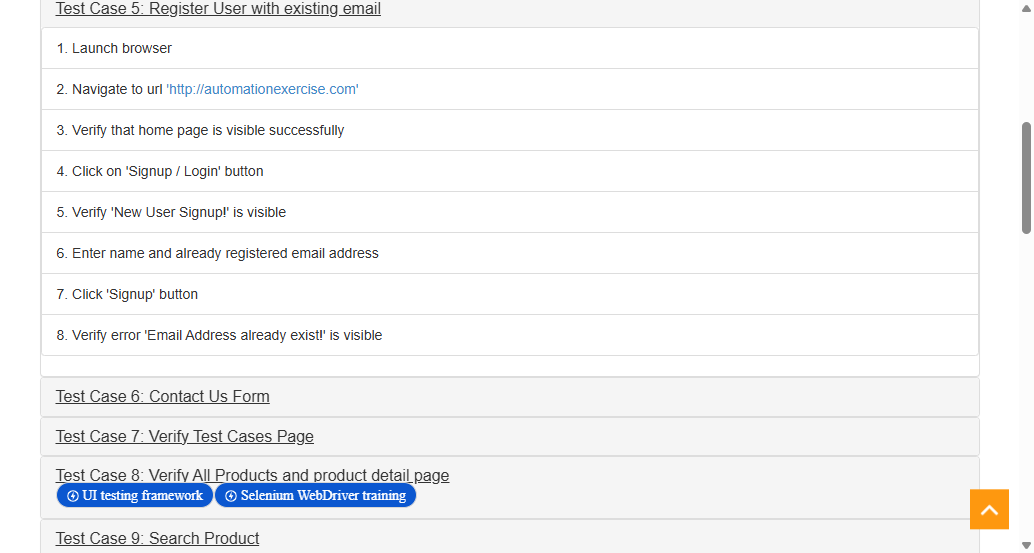 Test Case 5: Register User with existing email
1. Launch browser
2. Navigate to url 'http://automationexercise.com'
3. Verify that home page is visible successfully
4. Click on 'Signup / Login' button
5. Verify 'New User Signup!' is visible
6. Enter name and already registered email address
7. Click 'Signup' button
8. Verify error 'Email Address already exist!' is visible
Test Case 6: Contact Us Form
Test Case 7: Verify Test Cases Page
Test Case 8: Verify All Products and product detail page
UI testing framework Selenium WebDriver training
Test Case 9: Search Product